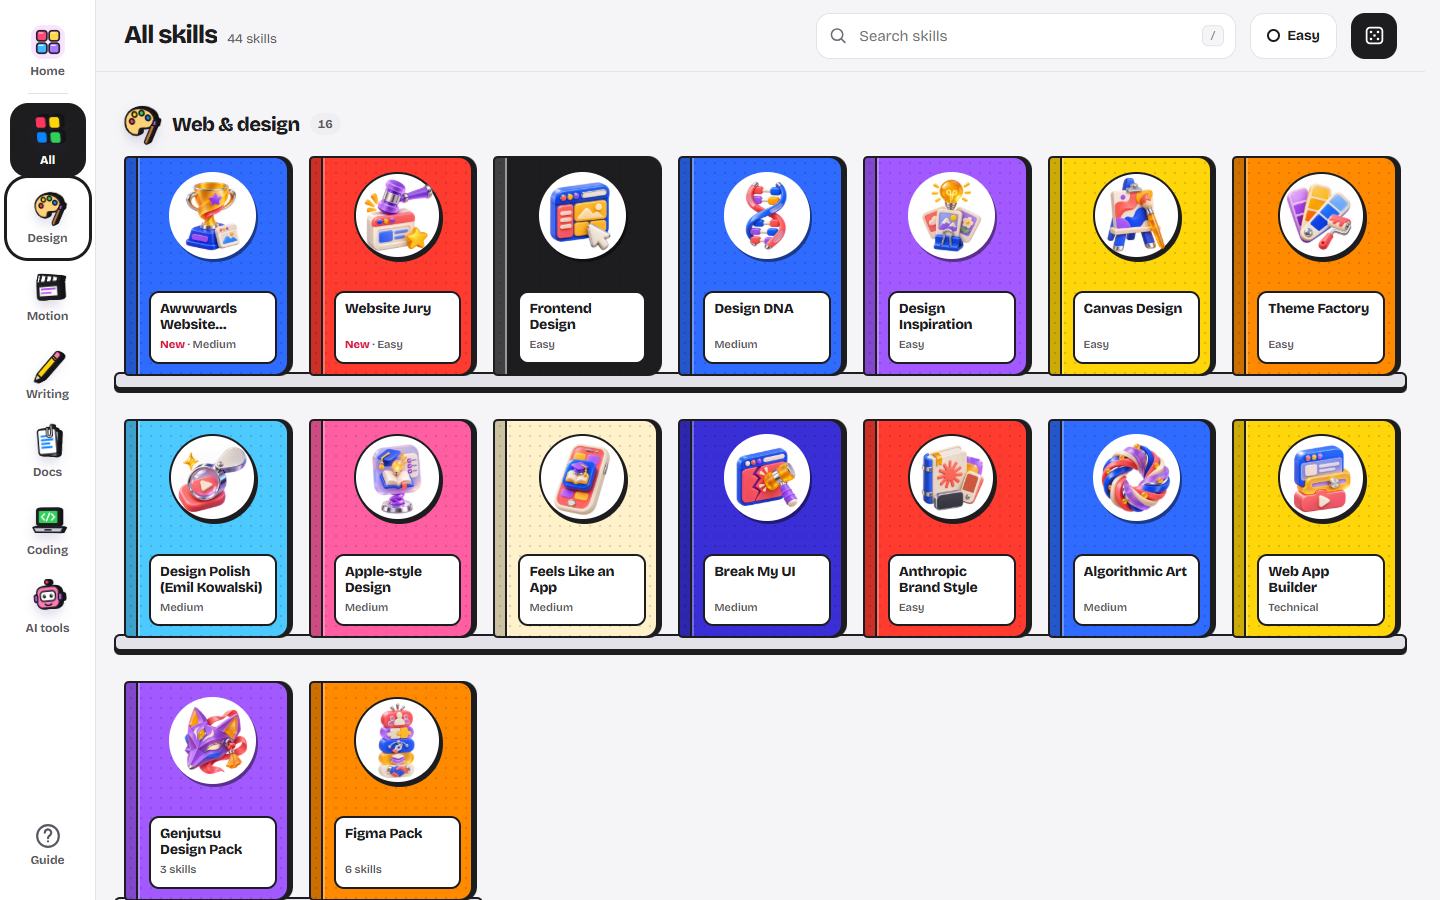 Home
All
Design
Motion
Writing
Docs
Coding
AI tools
Guide
All skills 44 skills
Search skills /
Easy
Web & design 16
Awwwards
Website...
New · Medium
Website Jury
New · Easy
Frontend
Design
Easy
Design DNA
Medium
Design
Inspiration
Easy
Canvas Design
Easy
Theme Factory
Easy
Design Polish
(Emil Kowalski)
Medium
Apple-style
Design
Medium
Feels Like an
App
Medium
Break My UI
Medium
Anthropic
Brand Style
Easy
Algorithmic Art
Medium
Web App
Builder
Technical
Genjutsu
Design Pack
3 skills
Figma Pack
6 skills